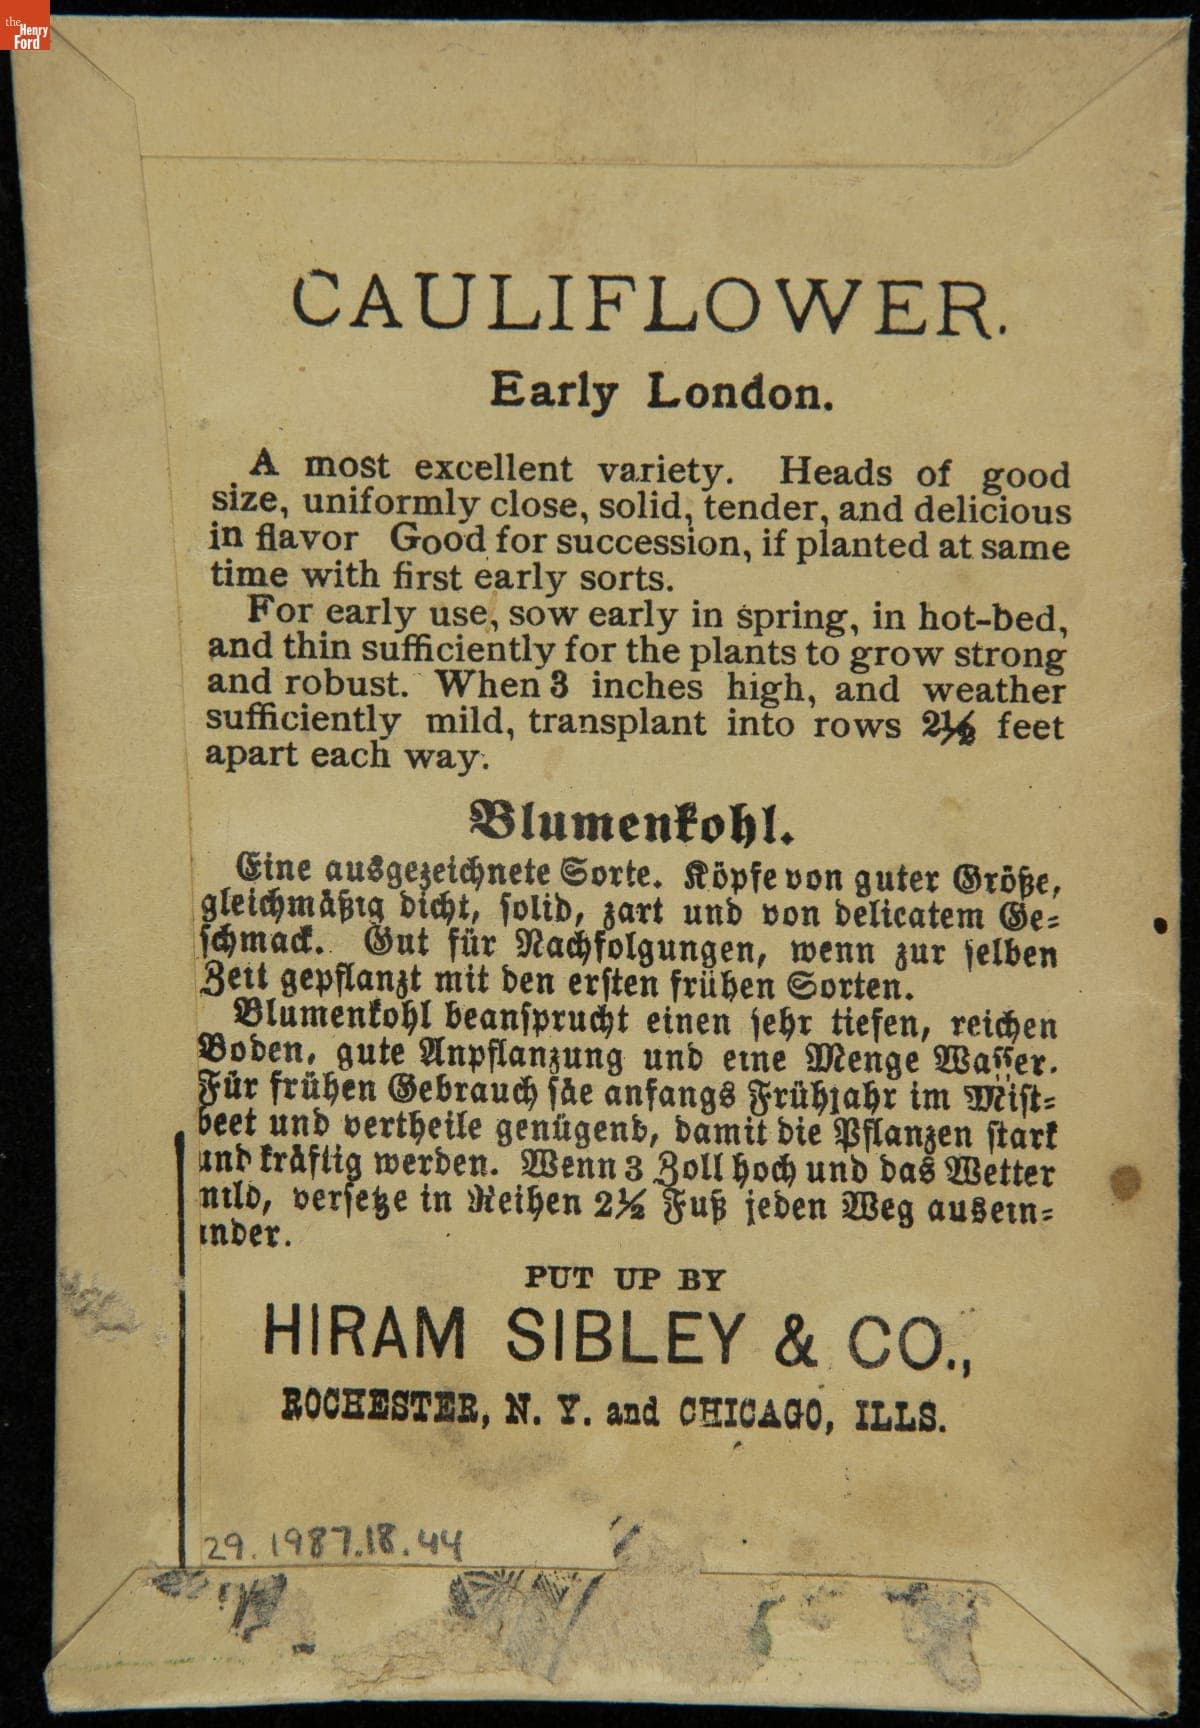 the
Henry
Ford
CAULIFLOWER.
Early London.
A most excellent variety. Heads of good
size, uniformly close, solid, tender, and delicious
in flavor Good for succession, if planted at same
time with first early sorts.
For early use, sow early in spring, in hot-bed,
and thin sufficiently for the plants to grow strong
and robust. When 3 inches high, and weather
sufficiently mild, transplant into rows 2½ feet
apart each way.
Blumenkohl.
Eine ausgezeichnete Sorte. Köpfe von guter Größe,
gleichmäßig dicht, solid, zart und von delicatem Ge-
schmack. Gut für Nachfolgungen, wenn zur selben
Zeit gepflanzt mit den ersten frühen Sorten.
Blumenkohl beansprucht einen sehr tiefen, reichen
Boden, gute Anpflanzung und eine Menge Wasser.
Für frühen Gebrauch säe anfangs Frühjahr im Mist-
beet und vertheile genügend, damit die Pflanzen stark
und kräftig werden. Wenn 3 Zoll hoch und das Wetter
mild, versetze in Reihen 2½ Fuß jeden Weg ausein-
ander.
PUT UP BY
HIRAM SIBLEY & CO.,
ROCHESTER, N. Y. and CHICAGO, ILLS.
29.1987.18.44